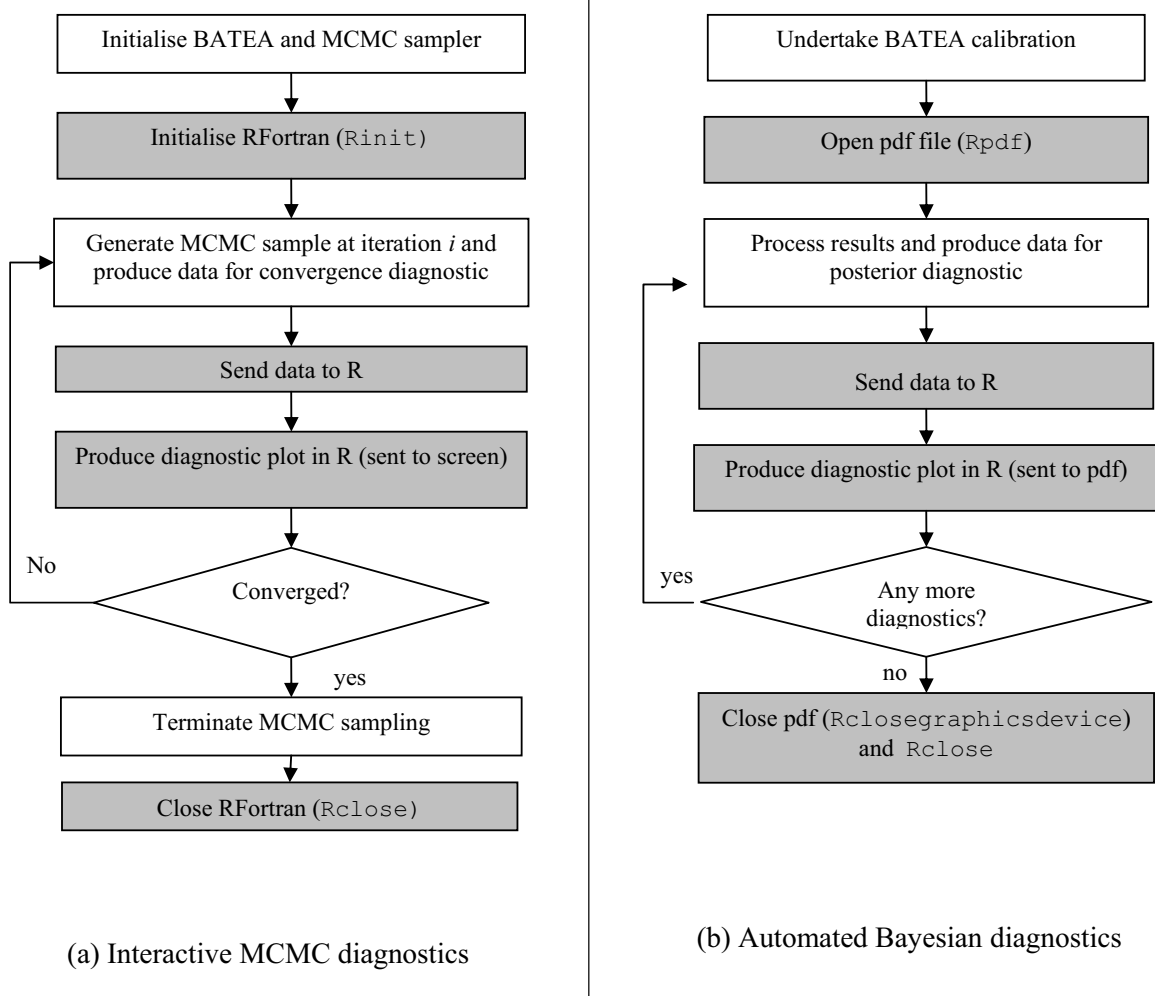 Initialise BATEA and MCMC sampler
Initialise RFortran (Rinit)
Generate MCMC sample at iteration i and
produce data for convergence diagnostic
Send data to R
Produce diagnostic plot in R (sent to screen)
No
Converged?
yes
Terminate MCMC sampling
Close RFortran (Rclose)
(a) Interactive MCMC diagnostics
Undertake BATEA calibration
Open pdf file (Rpdf)
Process results and produce data for
posterior diagnostic
Send data to R
Produce diagnostic plot in R (sent to pdf)
yes
Any more
diagnostics?
no
Close pdf (Rclosegraphicsdevice)
and Rclose
(b) Automated Bayesian diagnostics